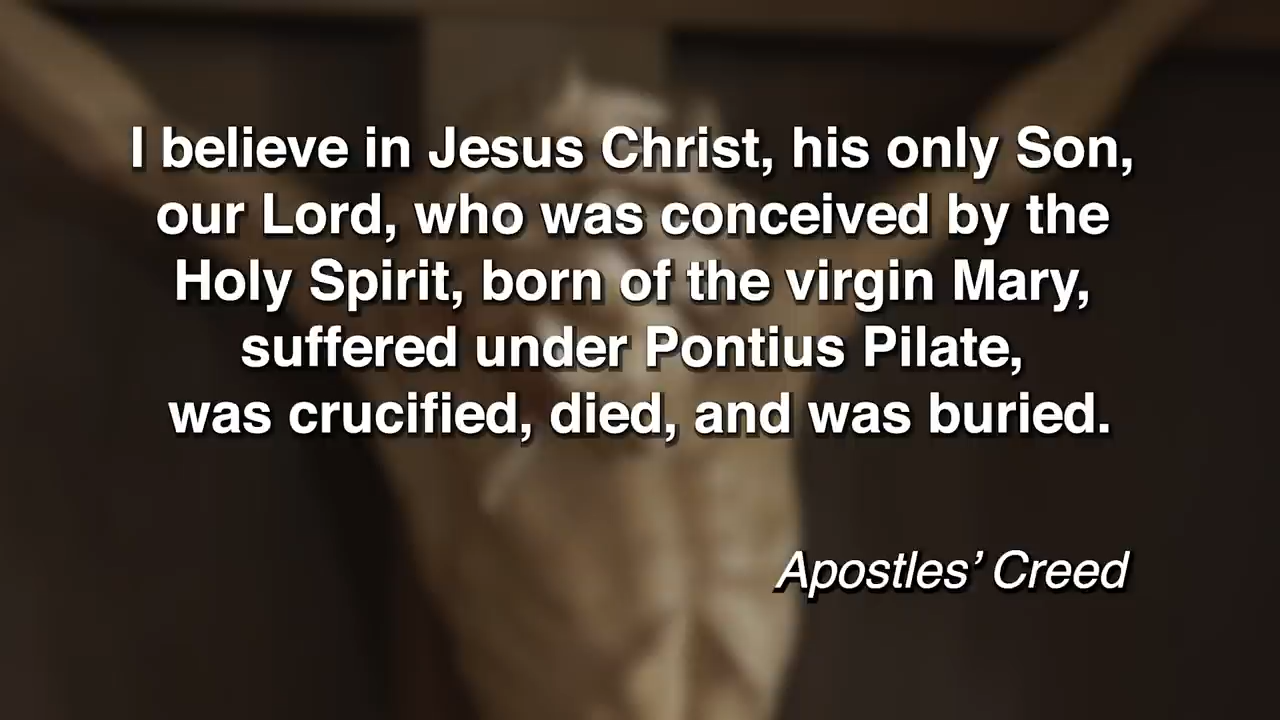 I believe in Jesus Christ, his only Son,
our Lord, who was conceived by the
Holy Spirit, born of the virgin Mary,
suffered under Pontius Pilate,
was crucified, died, and was buried.
Apostles’ Creed